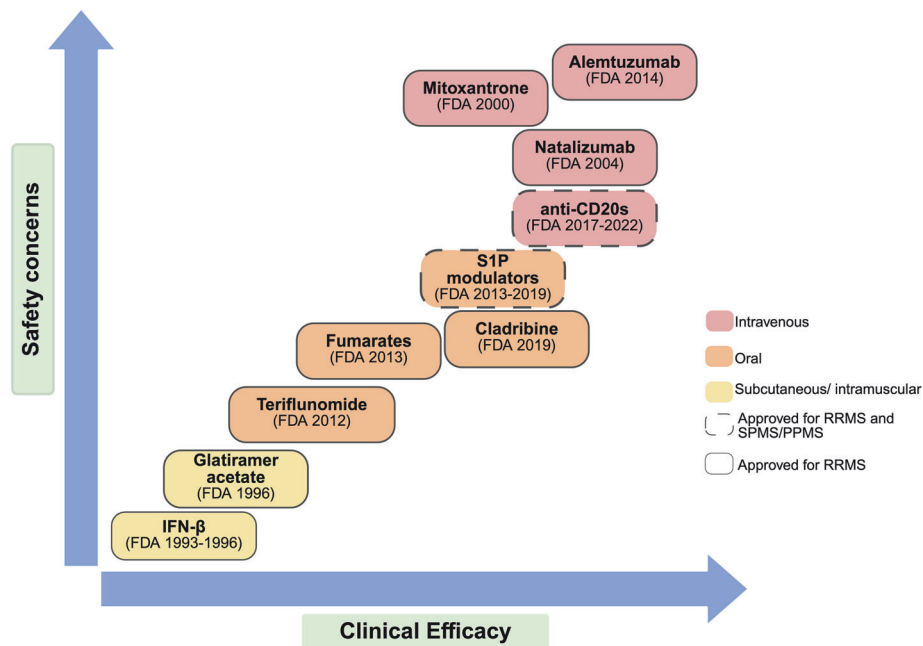 Safety concerns
Alemtuzumab
(FDA 2014)
Mitoxantrone
(FDA 2000)
Natalizumab
(FDA 2004)
anti-CD20s
(FDA 2017-2022)
S1P
modulators
(FDA 2013-2019)
Cladribine
(FDA 2019)
Fumarates
(FDA 2013)
Teriflunomide
(FDA 2012)
Glatiramer
acetate
(FDA 1996)
IFN-β
(FDA 1993-1996)
Intravenous
Oral
Subcutaneous/ intramuscular
Approved for RRMS and
SPMS/PPMS
Approved for RRMS
Clinical Efficacy